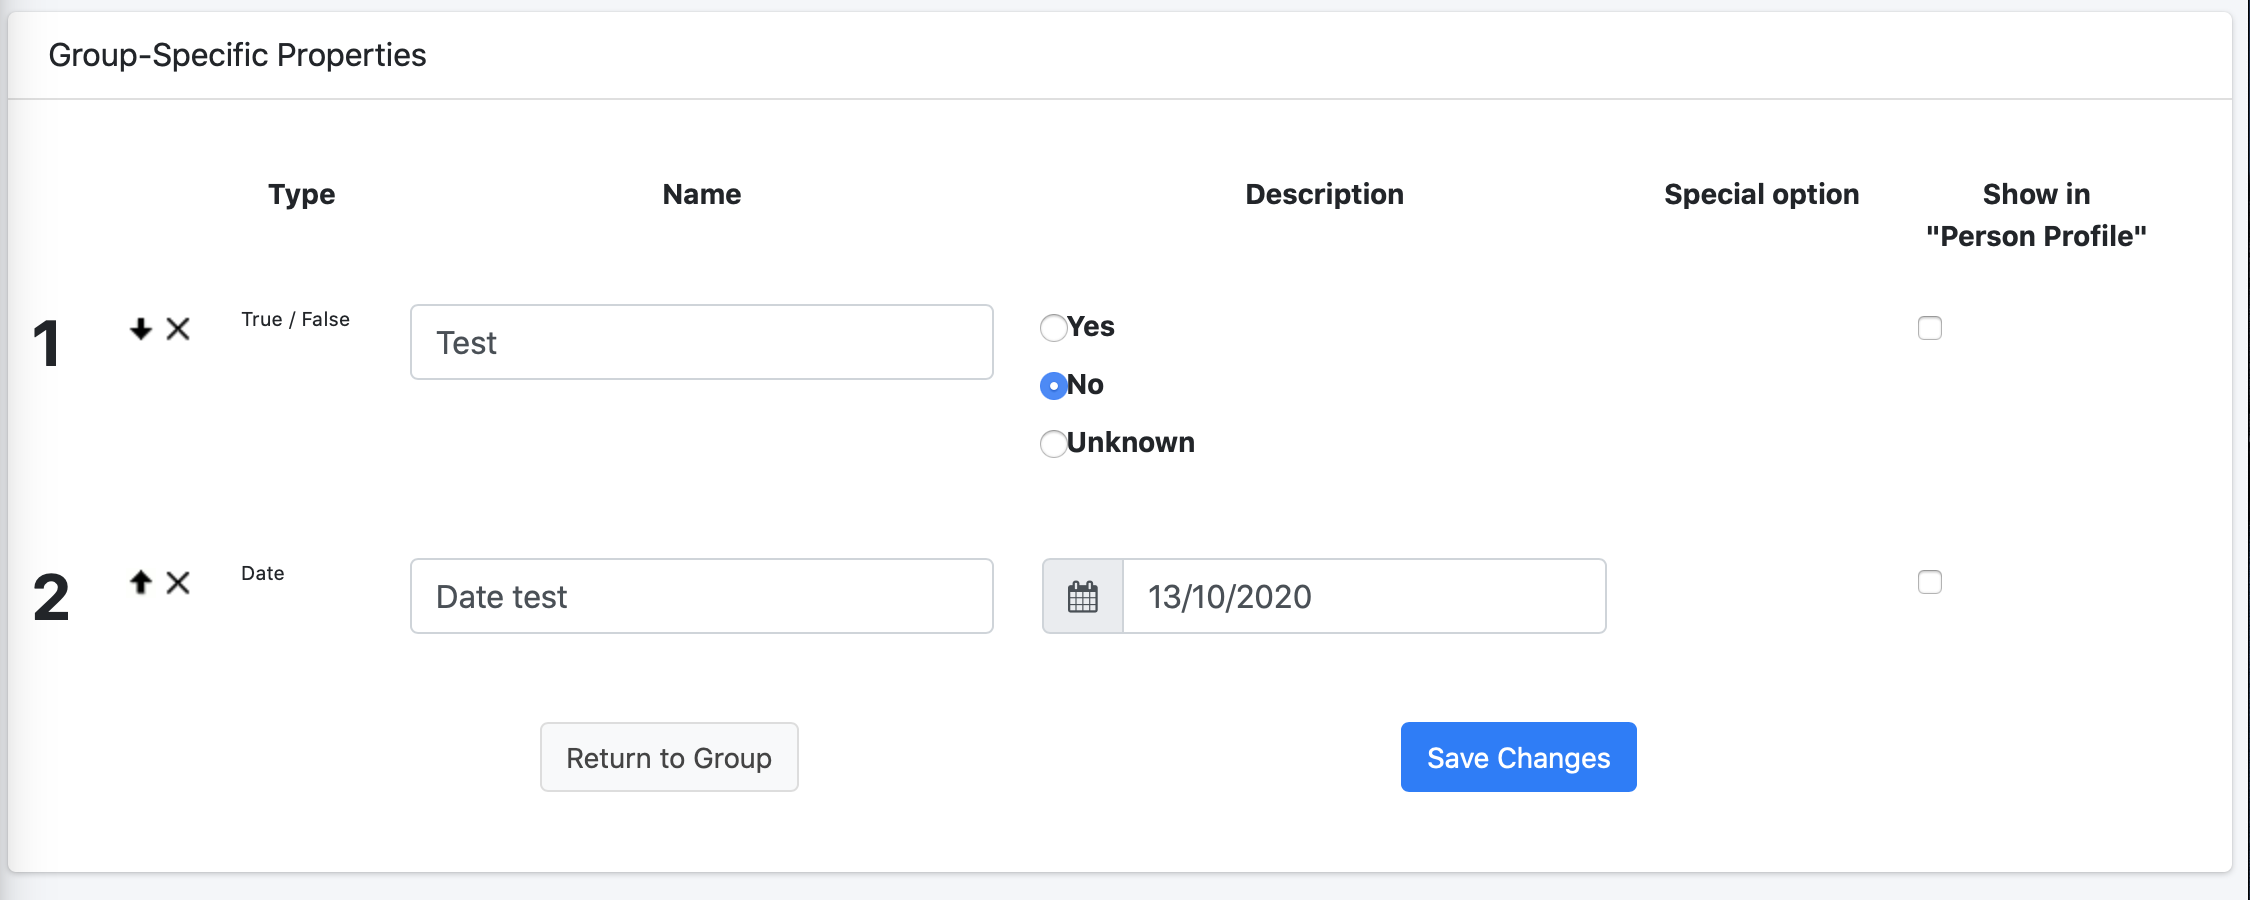 Group-Specific Properties
Type Name Description Special option Show in
"Person Profile"
1 True / False Test Yes
No
Unknown
2 Date Date test 13/10/2020
Return to Group Save Changes